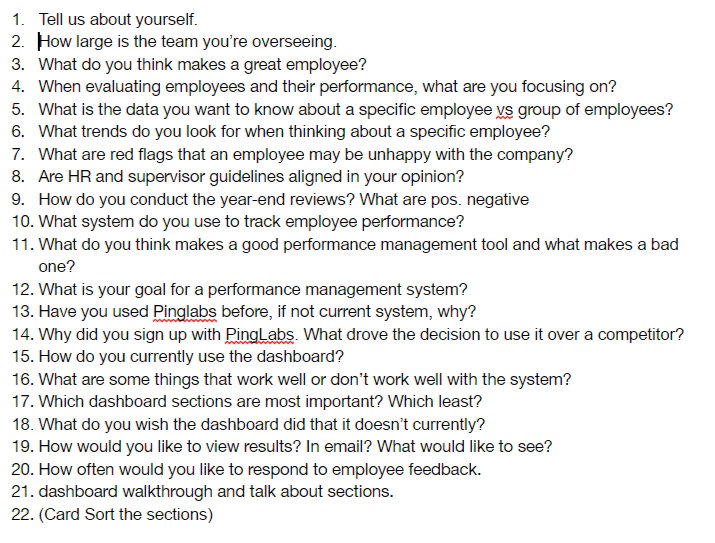 1. Tell us about yourself.
2. How large is the team you're overseeing.
3. What do you think makes a great employee?
4. When evaluating employees and their performance, what are you focusing on?
5. What is the data you want to know about a specific employee vs group of employees?
6. What trends do you look for when thinking about a specific employee?
7. What are red flags that an employee may be unhappy with the company?
8. Are HR and supervisor guidelines aligned in your opinion?
9. How do you conduct the year-end reviews? What are pos. negative
10. What system do you use to track employee performance?
11. What do you think makes a good performance management tool and what makes a bad
one?
12. What is your goal for a performance management system?
13. Have you used Pinglabs before, if not current system, why?
14. Why did you sign up with PingLabs. What drove the decision to use it over a competitor?
15. How do you currently use the dashboard?
16. What are some things that work well or don't work well with the system?
17. Which dashboard sections are most important? Which least?
18. What do you wish the dashboard did that it doesn't currently?
19. How would you like to view results? In email? What would like to see?
20. How often would you like to respond to employee feedback.
21. dashboard walkthrough and talk about sections.
22. (Card Sort the sections)